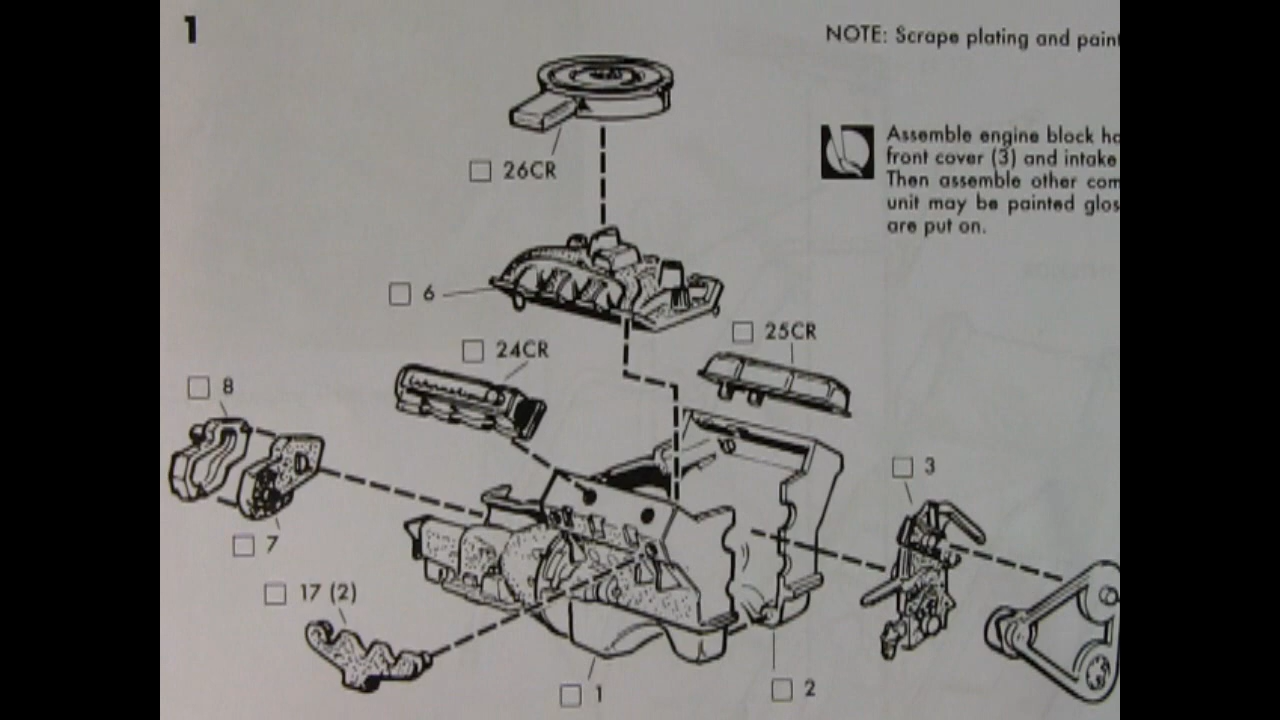 1
NOTE: Scrape plating and paint
Assemble engine block ha
front cover (3) and intake
Then assemble other com
unit may be painted glos
are put on.
26CR
6
25CR
24CR
8
3
7
17 (2)
1
2